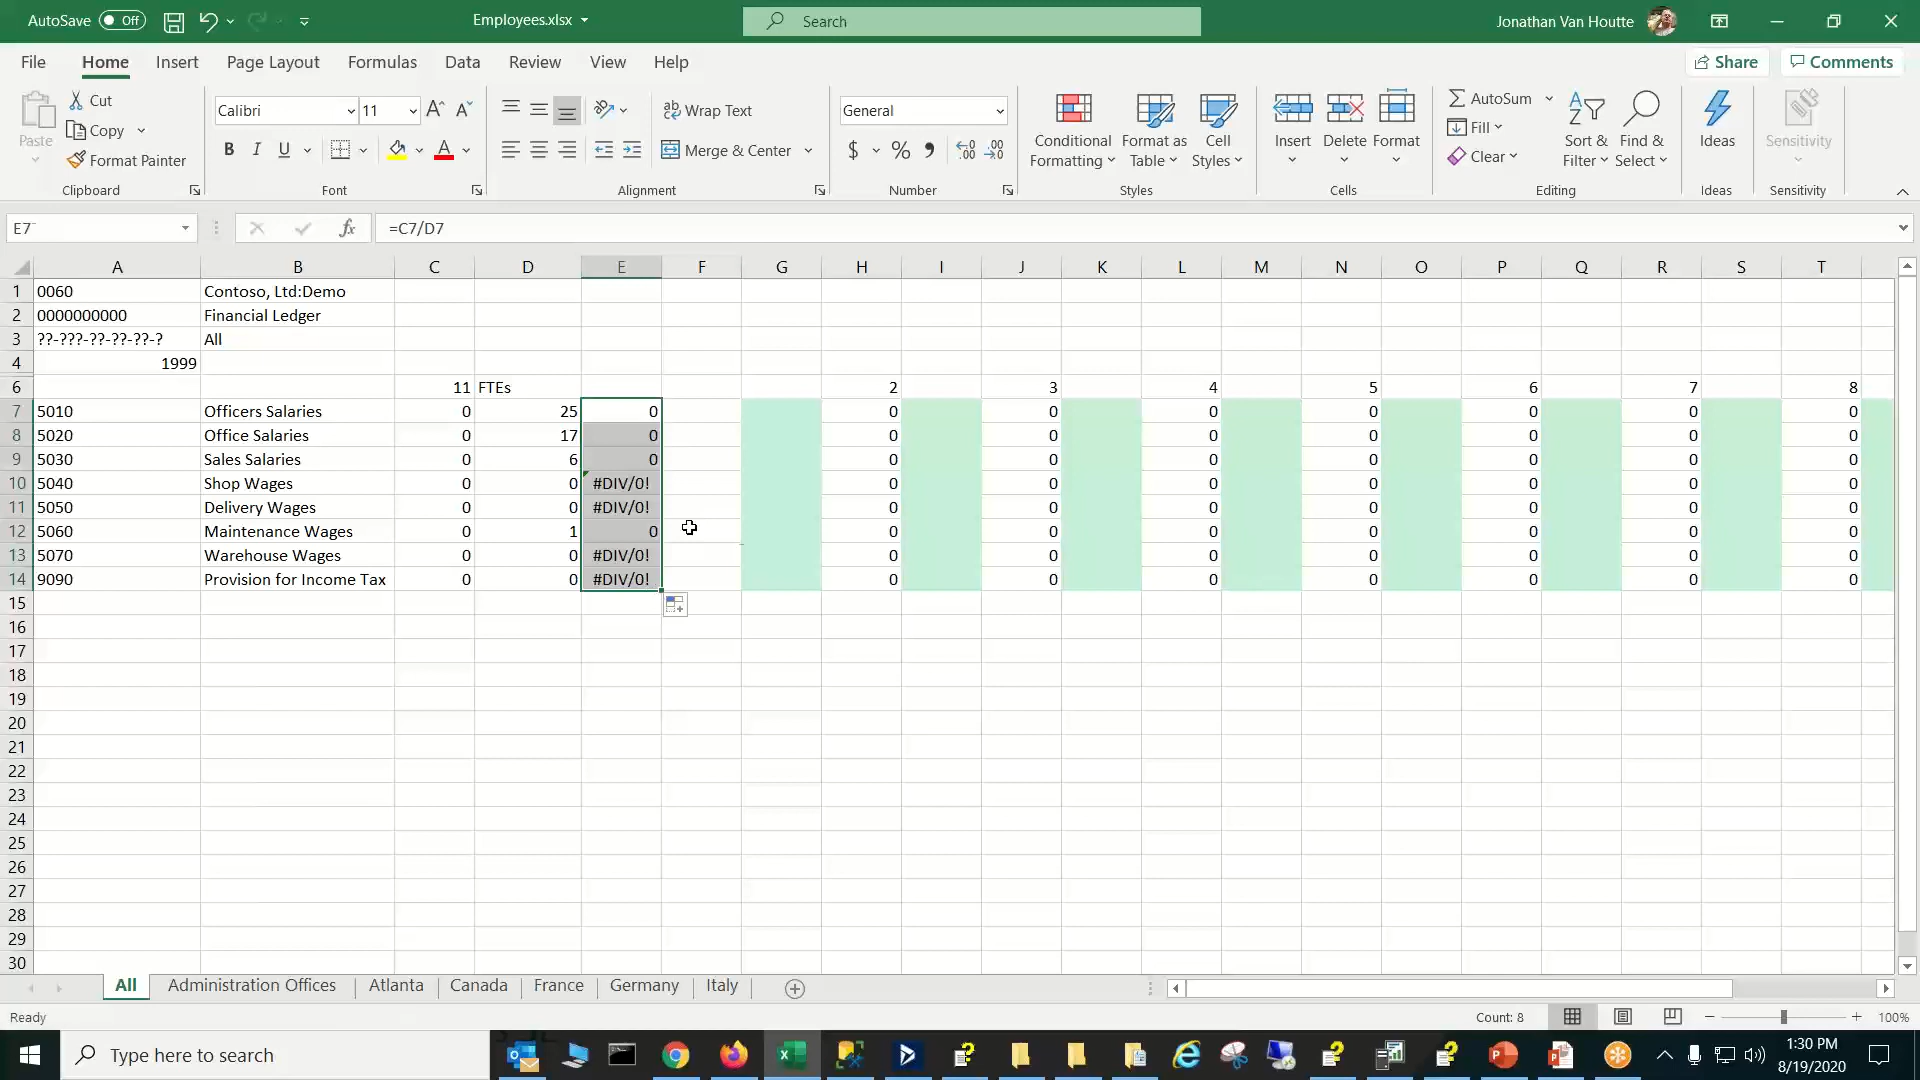 AutoSave Off Employees.xlsx Search Jonathan Van Houtte
File Home Insert Page Layout Formulas Data Review View Help Share Comments
Paste Cut Copy Format Painter Clipboard
Calibri 11 B I U A Font
Wrap Text Merge & Center Alignment
General $ % Number
Conditional Formatting Format as Table Cell Styles Styles
Insert Delete Format Cells
AutoSum Fill Clear Sort & Filter Find & Select Editing
Ideas Ideas
Sensitivity Sensitivity
E7 fx =C7/D7
A B C D E F G H I J K L M N O P Q R S T
1 0060 Contoso, Ltd:Demo
2 0000000000 Financial Ledger
3 ??-???-??-??-??-? All
4 1999
6 11 FTEs 2 3 4 5 6 7 8
7 5010 Officers Salaries 0 25 0 0 0 0 0 0 0 0
8 5020 Office Salaries 0 17 0 0 0 0 0 0 0 0
9 5030 Sales Salaries 0 6 0 0 0 0 0 0 0 0
10 5040 Shop Wages 0 0 #DIV/0! 0 0 0 0 0 0 0
11 5050 Delivery Wages 0 0 #DIV/0! 0 0 0 0 0 0 0
12 5060 Maintenance Wages 0 1 0 0 0 0 0 0 0 0
13 5070 Warehouse Wages 0 0 #DIV/0! 0 0 0 0 0 0 0
14 9090 Provision for Income Tax 0 0 #DIV/0! 0 0 0 0 0 0 0
15
16
17
18
19
20
21
22
23
24
25
26
27
28
29
30
All Administration Offices Atlanta Canada France Germany Italy
Ready Count: 8 100%
Type here to search 1:30 PM
8/19/2020